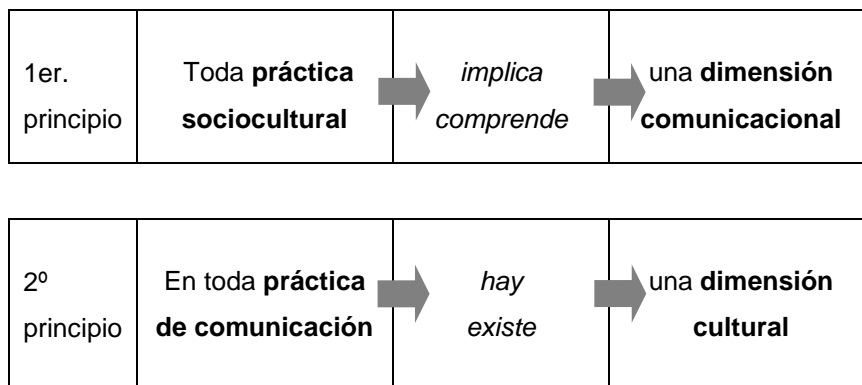 1er.
principio
Toda práctica
sociocultural
implica
comprende
una dimensión
comunicacional
2º
principio
En toda práctica
de comunicación
hay
existe
una dimensión
cultural